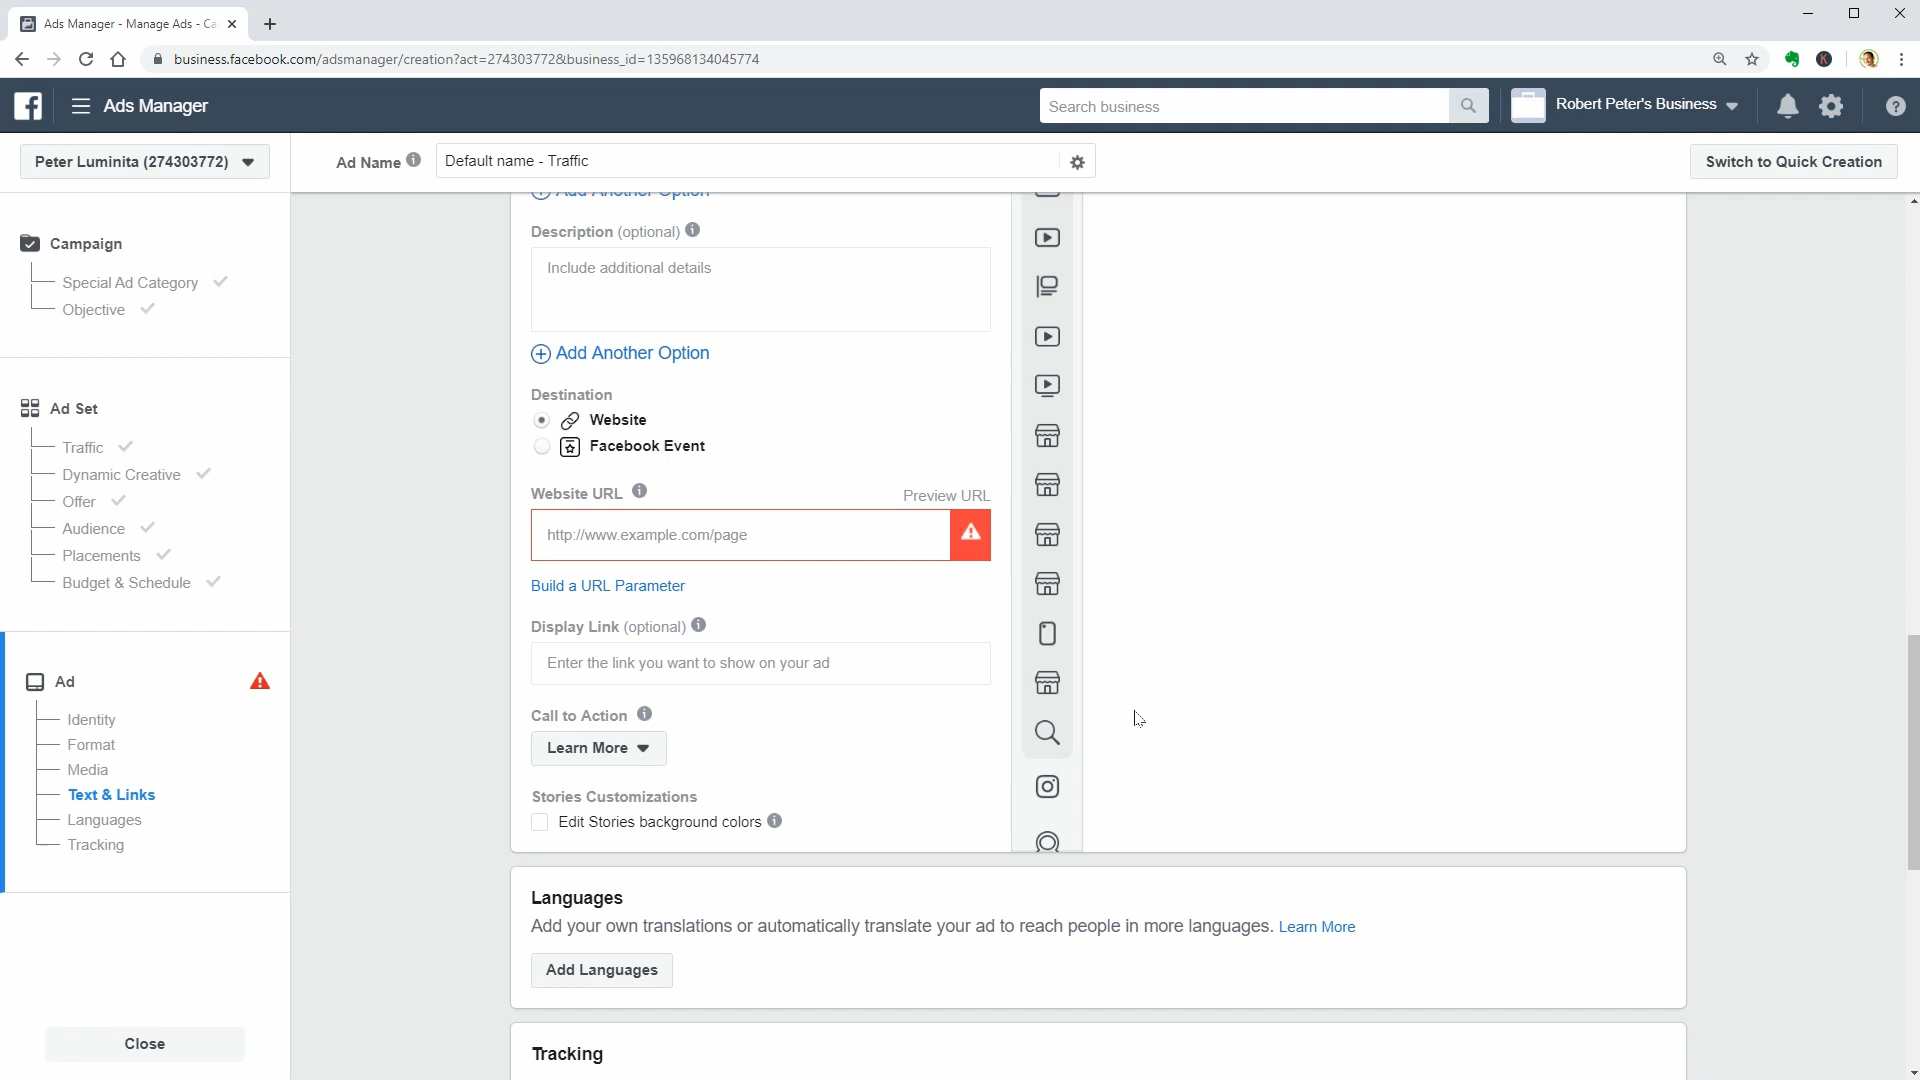 Ads Manager - Manage Ads - Ca
business.facebook.com/adsmanager/creation?act=274303772&business_id=135968134045774
Ads Manager
Search business
Robert Peter's Business
Peter Luminita (274303772)
Ad Name
Default name - Traffic
Switch to Quick Creation
Campaign
Special Ad Category
Objective
Ad Set
Traffic
Dynamic Creative
Offer
Audience
Placements
Budget & Schedule
Ad
Identity
Format
Media
Text & Links
Languages
Tracking
Close
Add Another Option
Description (optional)
Include additional details
Add Another Option
Destination
Website
Facebook Event
Website URL
Preview URL
http://www.example.com/page
Build a URL Parameter
Display Link (optional)
Enter the link you want to show on your ad
Call to Action
Learn More
Stories Customizations
Edit Stories background colors
Languages
Add your own translations or automatically translate your ad to reach people in more languages. Learn More
Add Languages
Tracking